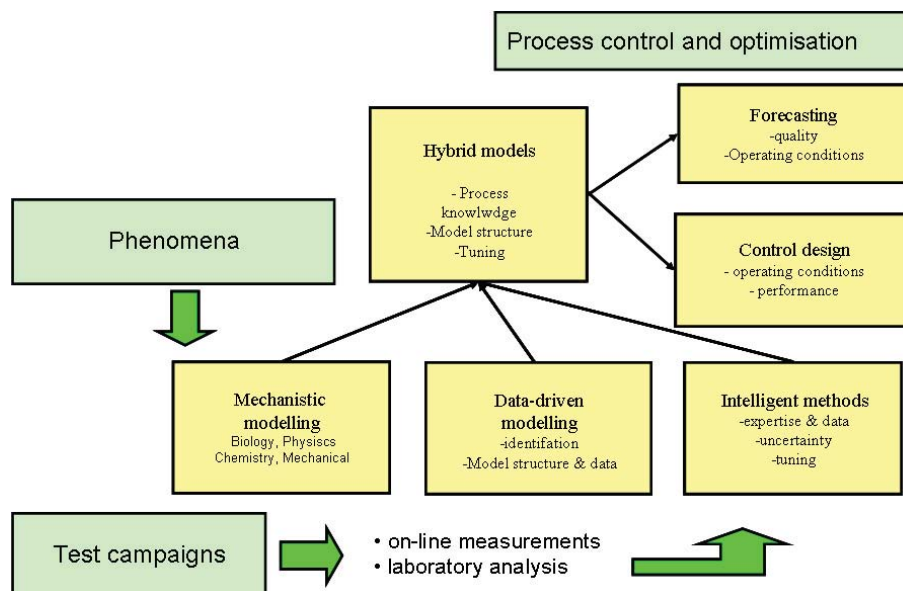 Process control and optimisation
Forecasting
-quality
-Operating conditions
Hybrid models
- Process
knowlwdge
-Model structure
-Tuning
Phenomena
Control design
- operating conditions
- performance
Mechanistic
modelling
Biology, Physiscs
Chemistry, Mechanical
Data-driven
modelling
-identifation
-Model structure & data
Intelligent methods
-expertise & data
-uncertainty
-tuning
Test campaigns
• on-line measurements
• laboratory analysis